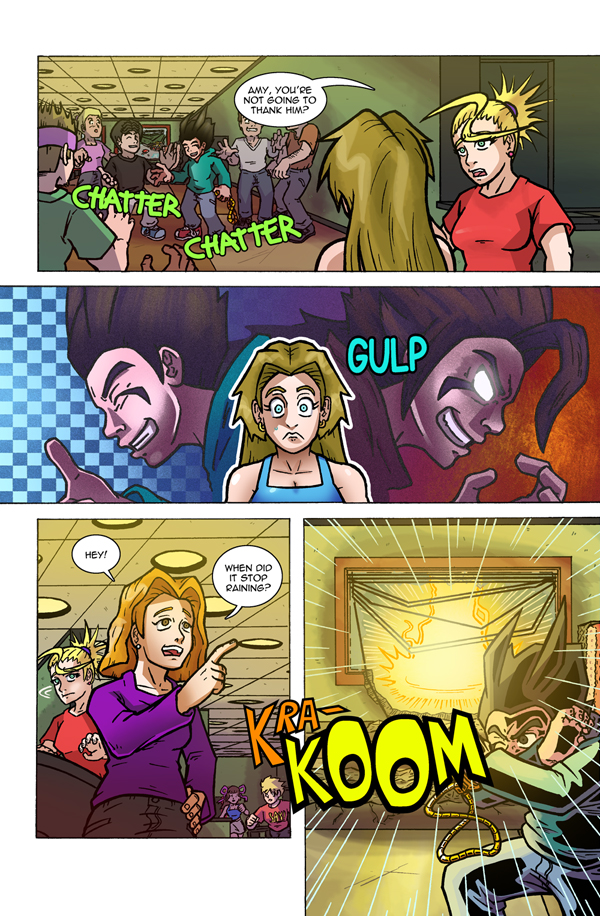 AMY, YOU'RE
NOT GOING TO
THANK HIM?
CHATTER
CHATTER
GULP
HEY!
WHEN DID
IT STOP
RAINING?
KRA-
KOOM